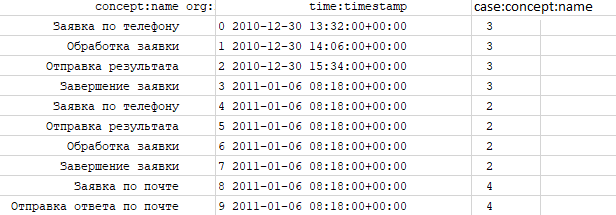 concept:name org: time:timestamp case:concept:name
Заявка по телефону 0 2010-12-30 13:32:00+00:00 3
Обработка заявки 1 2010-12-30 14:06:00+00:00 3
Отправка результата 2 2010-12-30 15:34:00+00:00 3
Завершение заявки 3 2011-01-06 08:18:00+00:00 3
Заявка по телефону 4 2011-01-06 08:18:00+00:00 2
Отправка результата 5 2011-01-06 08:18:00+00:00 2
Обработка заявки 6 2011-01-06 08:18:00+00:00 2
Завершение заявки 7 2011-01-06 08:18:00+00:00 2
Заявка по почте 8 2011-01-06 08:18:00+00:00 4
Отправка ответа по почте 9 2011-01-06 08:18:00+00:00 4